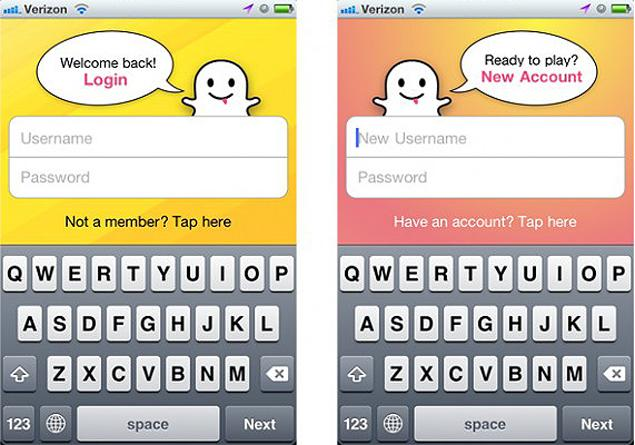 Verizon
Welcome back!
Login
Username
Password
Not a member? Tap here
Q W E R T Y U I O P
A S D F G H J K L
Z X C V B N M
123 space Next
Verizon
Ready to play?
New Account
New Username
Password
Have an account? Tap here
Q W E R T Y U I O P
A S D F G H J K L
Z X C V B N M
123 space Next